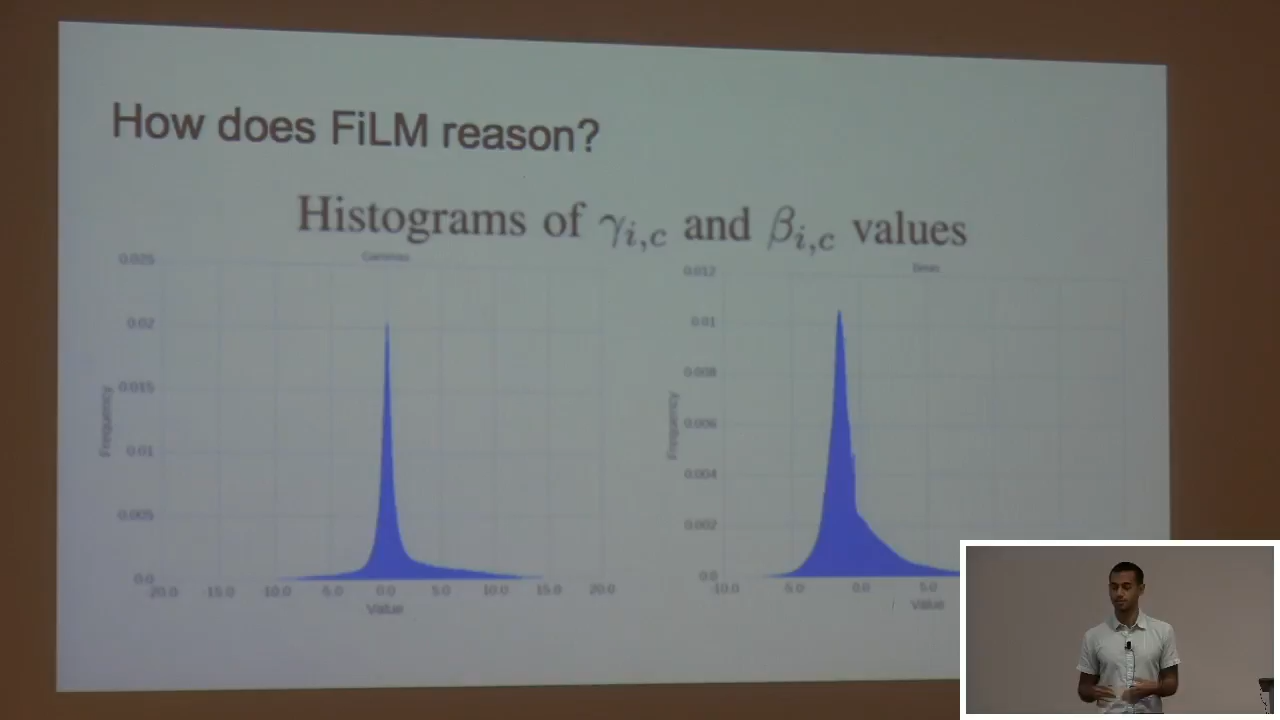 How does FiLM reason?
Histograms of γi,c and βi,c values
Gammas
0.025
0.02
0.015
0.01
0.005
0.0
Frequency
-20.0 -15.0 -10.0 -5.0 0.0 5.0 10.0 15.0 20.0
Value
0.012
0.01
0.008
0.006
0.004
0.002
0.0
Frequency
-10.0 -5.0 0.0 5.0
Value